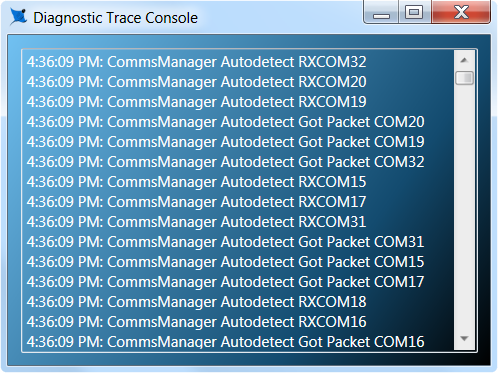 Diagnostic Trace Console
4:36:09 PM: CommsManager Autodetect RXCOM32
4:36:09 PM: CommsManager Autodetect RXCOM20
4:36:09 PM: CommsManager Autodetect RXCOM19
4:36:09 PM: CommsManager Autodetect Got Packet COM20
4:36:09 PM: CommsManager Autodetect Got Packet COM19
4:36:09 PM: CommsManager Autodetect Got Packet COM32
4:36:09 PM: CommsManager Autodetect RXCOM15
4:36:09 PM: CommsManager Autodetect RXCOM17
4:36:09 PM: CommsManager Autodetect RXCOM31
4:36:09 PM: CommsManager Autodetect Got Packet COM31
4:36:09 PM: CommsManager Autodetect Got Packet COM15
4:36:09 PM: CommsManager Autodetect Got Packet COM17
4:36:09 PM: CommsManager Autodetect RXCOM18
4:36:09 PM: CommsManager Autodetect RXCOM16
4:36:09 PM: CommsManager Autodetect Got Packet COM16